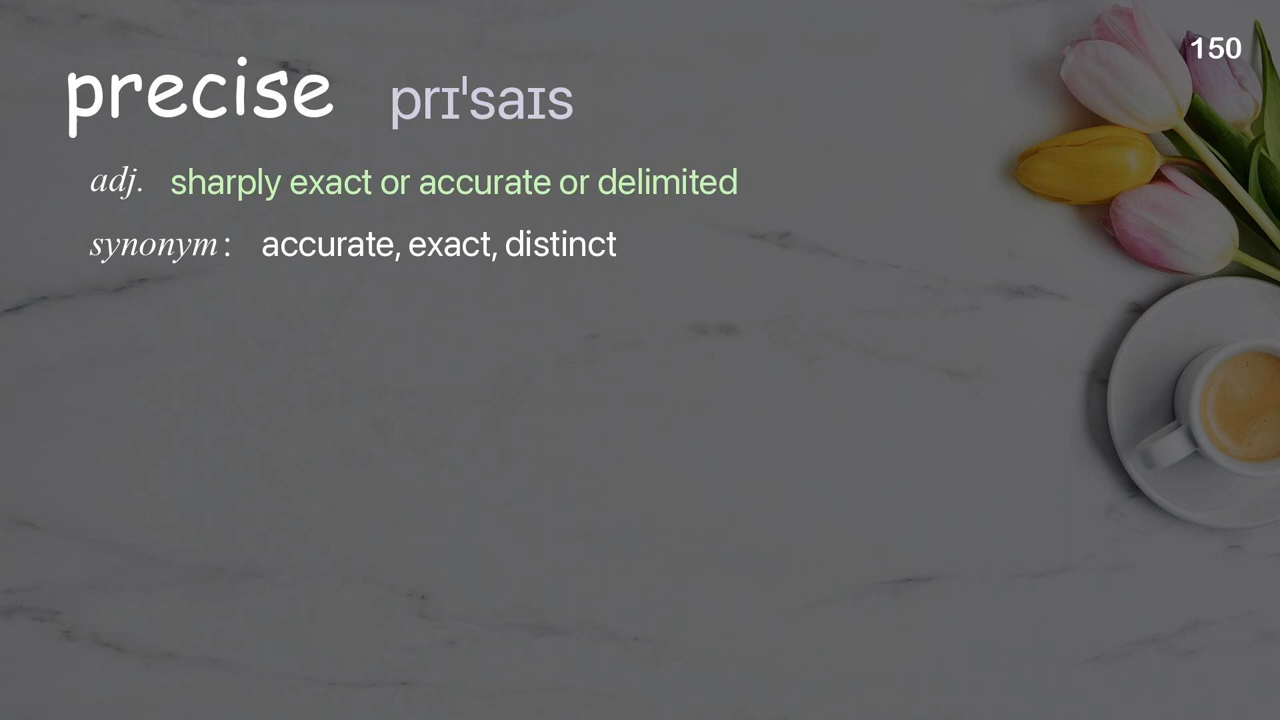 150
precise prɪˈsaɪs
adj. sharply exact or accurate or delimited
synonym: accurate, exact, distinct